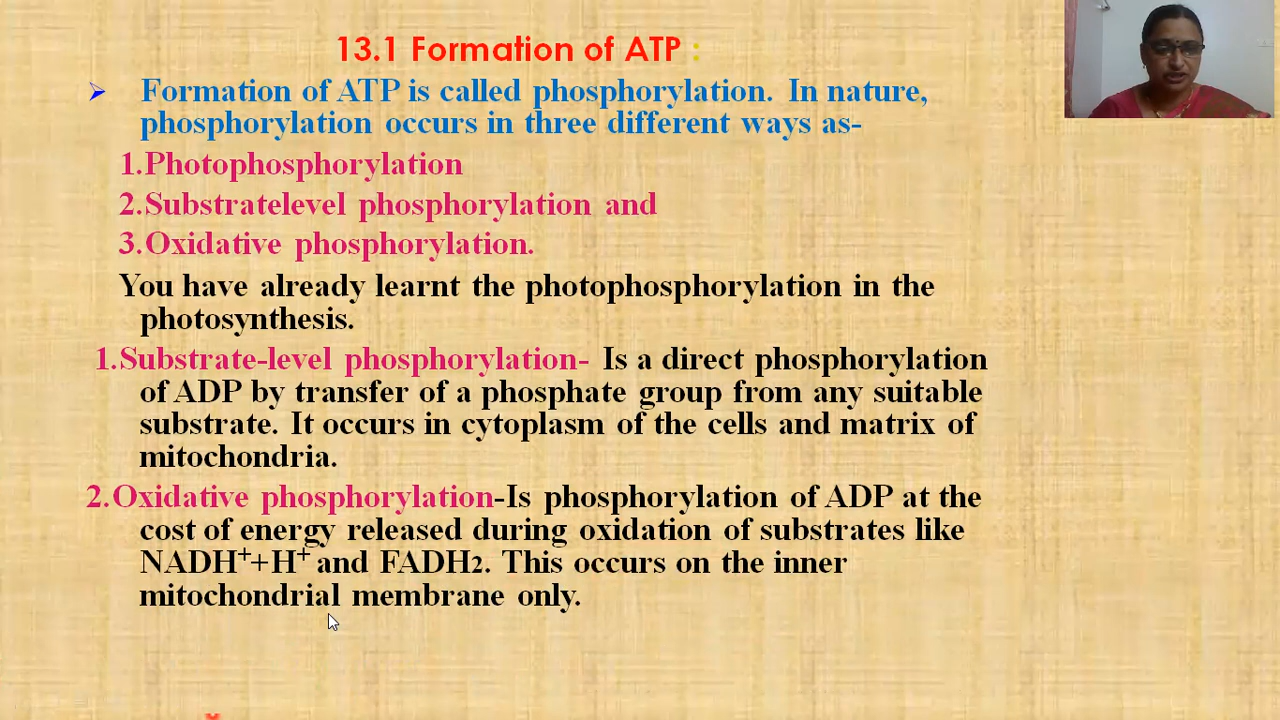 13.1 Formation of ATP :
➢ Formation of ATP is called phosphorylation. In nature,
phosphorylation occurs in three different ways as-
1.Photophosphorylation
2.Substratelevel phosphorylation and
3.Oxidative phosphorylation.
You have already learnt the photophosphorylation in the
photosynthesis.
1.Substrate-level phosphorylation- Is a direct phosphorylation
of ADP by transfer of a phosphate group from any suitable
substrate. It occurs in cytoplasm of the cells and matrix of
mitochondria.
2.Oxidative phosphorylation-Is phosphorylation of ADP at the
cost of energy released during oxidation of substrates like
NADH⁺+H⁺ and FADH2. This occurs on the inner
mitochondrial membrane only.